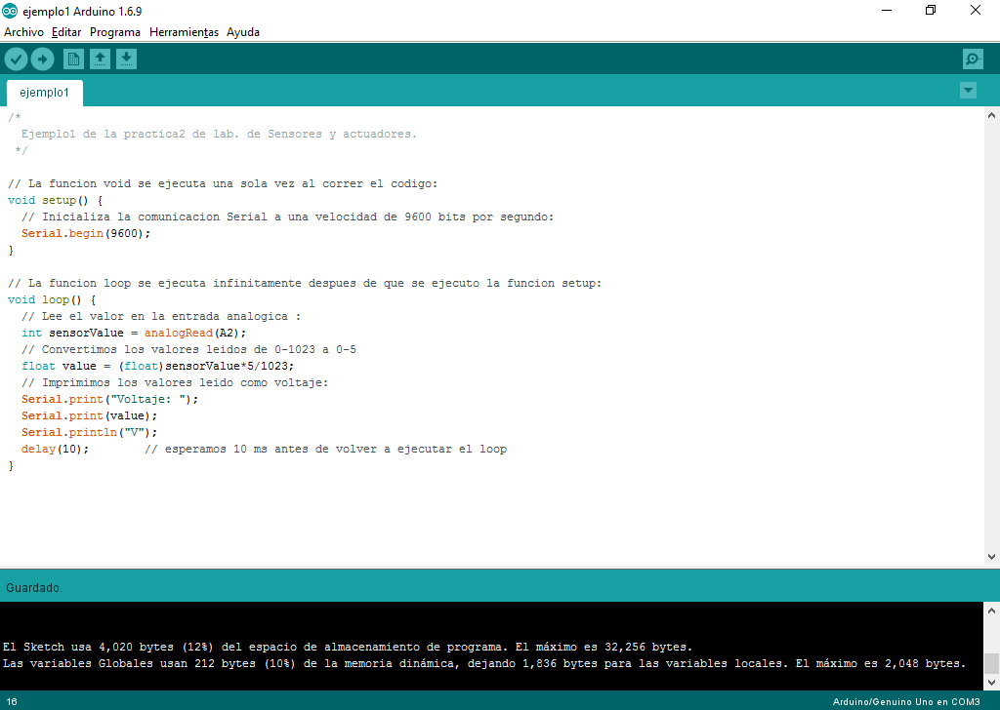 ejemplo1 Arduino 1.6.9
Archivo Editar Programa Herramientas Ayuda
ejemplo1
/*
  Ejemplo1 de la practica2 de lab. de Sensores y actuadores.
 */
// La funcion void se ejecuta una sola vez al correr el codigo:
void setup() {
  // Inicializa la comunicacion Serial a una velocidad de 9600 bits por segundo:
  Serial.begin(9600);
}
// La funcion loop se ejecuta infinitamente despues de que se ejecuto la funcion setup:
void loop() {
  // Lee el valor en la entrada analogica :
  int sensorValue = analogRead(A2);
  // Convertimos los valores leidos de 0-1023 a 0-5
  float value = (float)sensorValue*5/1023;
  // Imprimimos los valores leido como voltaje:
  Serial.print("Voltaje: ");
  Serial.print(value);
  Serial.println("V");
  delay(10);        // esperamos 10 ms antes de volver a ejecutar el loop
}
Guardado.
El Sketch usa 4,020 bytes (12%) del espacio de almacenamiento de programa. El máximo es 32,256 bytes.
Las variables Globales usan 212 bytes (10%) de la memoria dinámica, dejando 1,836 bytes para las variables locales. El máximo es 2,048 bytes.
16 Arduino/Genuino Uno en COM3